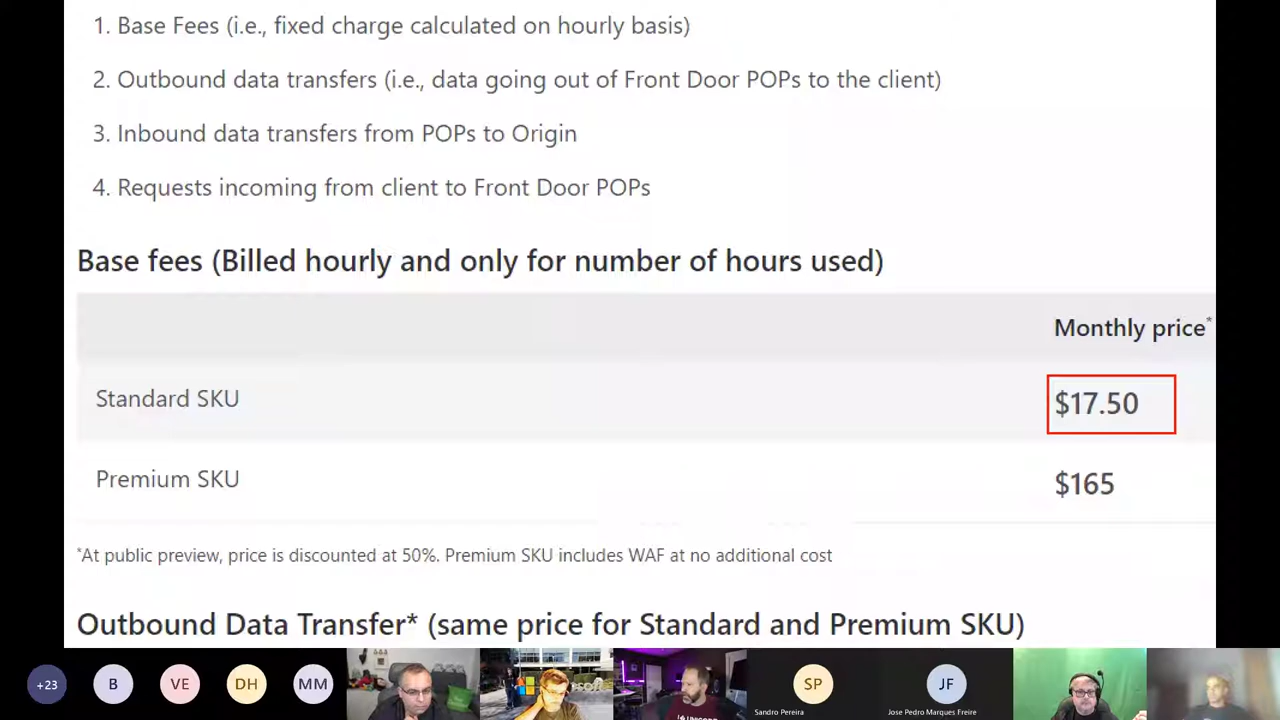 1. Base Fees (i.e., fixed charge calculated on hourly basis)
2. Outbound data transfers (i.e., data going out of Front Door POPs to the client)
3. Inbound data transfers from POPs to Origin
4. Requests incoming from client to Front Door POPs
Base fees (Billed hourly and only for number of hours used)
Monthly price*
Standard SKU $17.50
Premium SKU $165
*At public preview, price is discounted at 50%. Premium SKU includes WAF at no additional cost
Outbound Data Transfer* (same price for Standard and Premium SKU)
+23 B VE DH MM SP JF
Sandro Pereira Jose Pedro Marques Freire